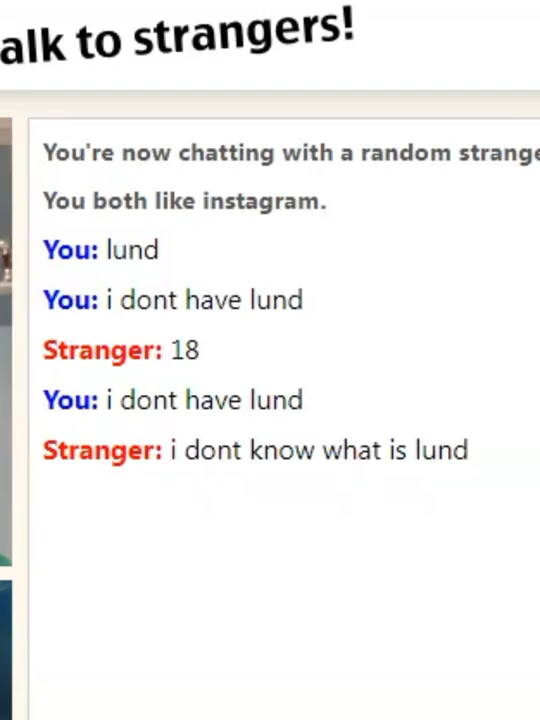 alk to strangers!
You're now chatting with a random strange
You both like instagram.
You: lund
You: i dont have lund
Stranger: 18
You: i dont have lund
Stranger: i dont know what is lund